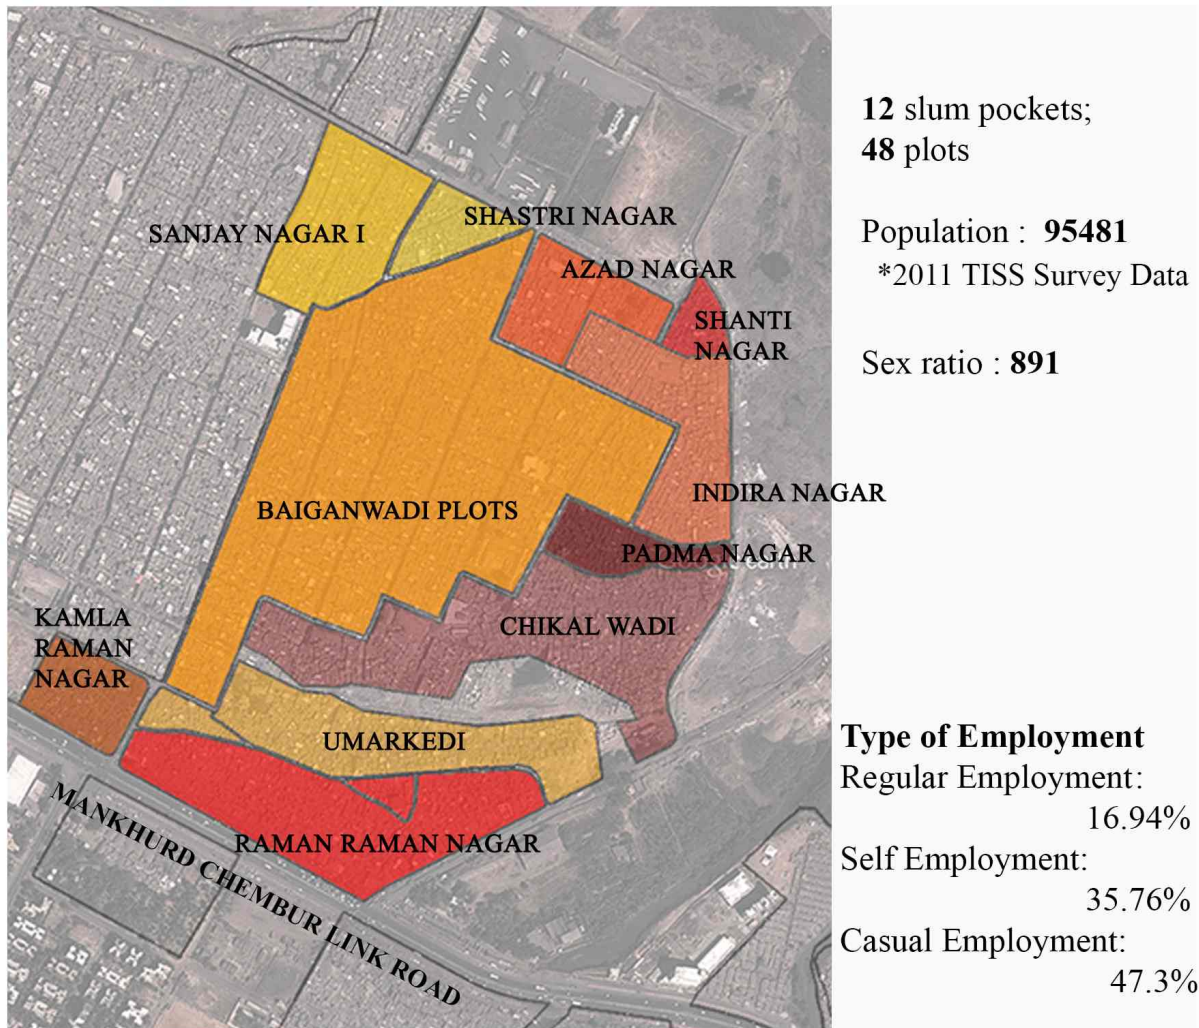 SANJAY NAGAR I
SHASTRI NAGAR
AZAD NAGAR
SHANTI
NAGAR
INDIRA NAGAR
BAIGANWADI PLOTS
PADMA NAGAR
earth
CHIKAL WADI
KAMLA
RAMAN
NAGAR
UMARKEDI
RAMAN RAMAN NAGAR
MANKHURD CHEMBUR LINK ROAD
12 slum pockets;
48 plots
Population : 95481
*2011 TISS Survey Data
Sex ratio : 891
Type of Employment
Regular Employment:
16.94%
Self Employment:
35.76%
Casual Employment:
47.3%